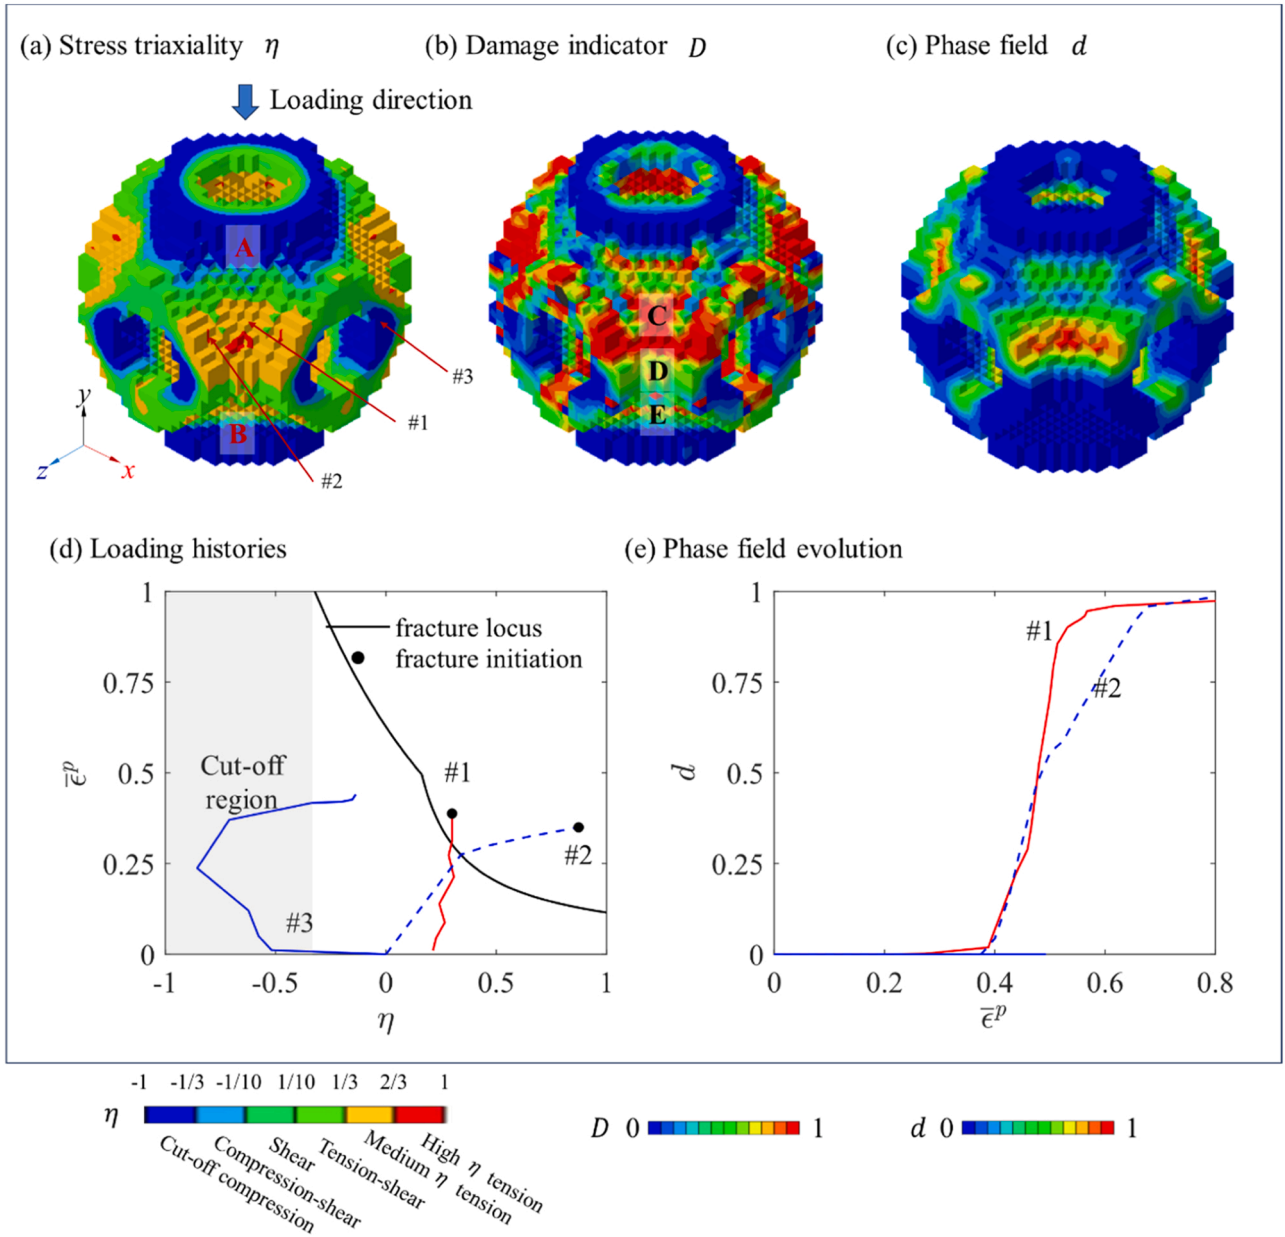 (a) Stress triaxiality η
(b) Damage indicator D
(c) Phase field d
Loading direction
A
B
C
D
E
#3
#1
#2
y
z
x
(d) Loading histories
(e) Phase field evolution
1
0.75
0.5
0.25
0
ε̅ᵖ
fracture locus
fracture initiation
Cut-off
region
#1
#2
#3
-1
-0.5
0
0.5
1
η
1
0.75
0.5
0.25
0
d
#1
#2
0
0.2
0.4
0.6
0.8
ε̅ᵖ
-1 -1/3 -1/10 1/10 1/3 2/3 1
η
Cut-off compression
Compression-shear
Shear
Tension-shear
Medium η tension
High η tension
D 0 1
d 0 1